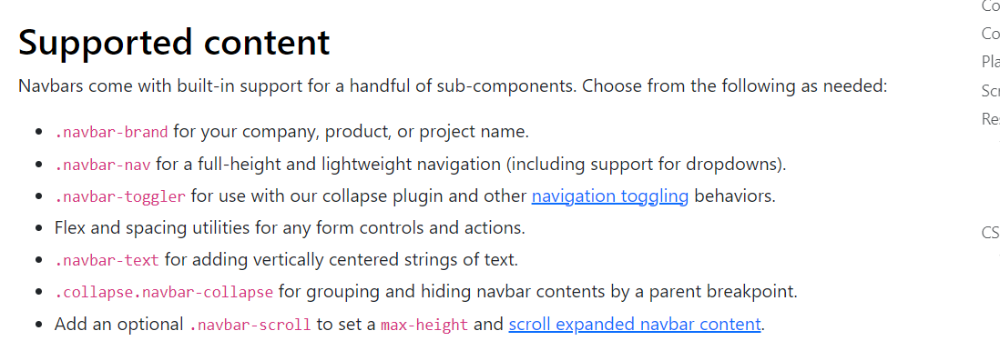 Supported content
Navbars come with built-in support for a handful of sub-components. Choose from the following as needed:
• .navbar-brand for your company, product, or project name.
• .navbar-nav for a full-height and lightweight navigation (including support for dropdowns).
• .navbar-toggler for use with our collapse plugin and other navigation toggling behaviors.
• Flex and spacing utilities for any form controls and actions.
• .navbar-text for adding vertically centered strings of text.
• .collapse.navbar-collapse for grouping and hiding navbar contents by a parent breakpoint.
• Add an optional .navbar-scroll to set a max-height and scroll expanded navbar content.
Co
Co
Pla
Scr
Res
CS